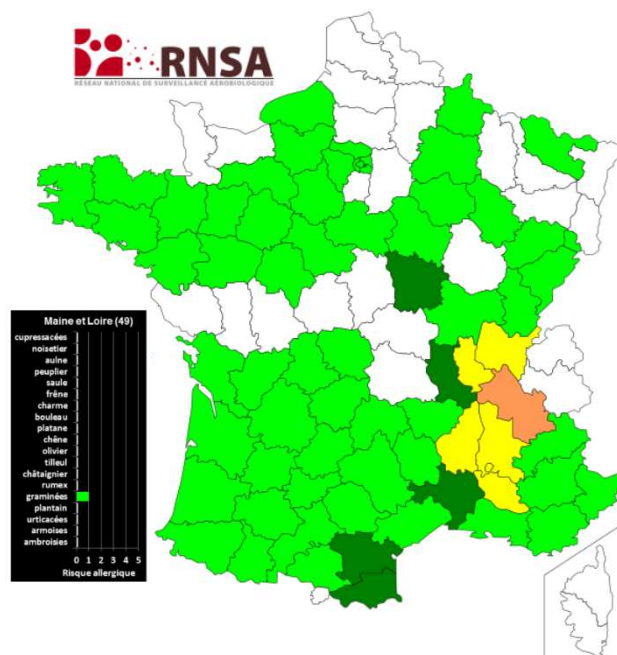 RNSA
RÉSEAU NATIONAL DE SURVEILLANCE AÉROBIOLOGIQUE
Maine et Loire (49)
cupressacées
noisetier
aulne
peuplier
saule
frêne
charme
bouleau
platane
chêne
olivier
tilleul
châtaignier
rumex
graminées
plantain
urticacées
armoises
ambroisies
0 1 2 3 4 5
Risque allergique